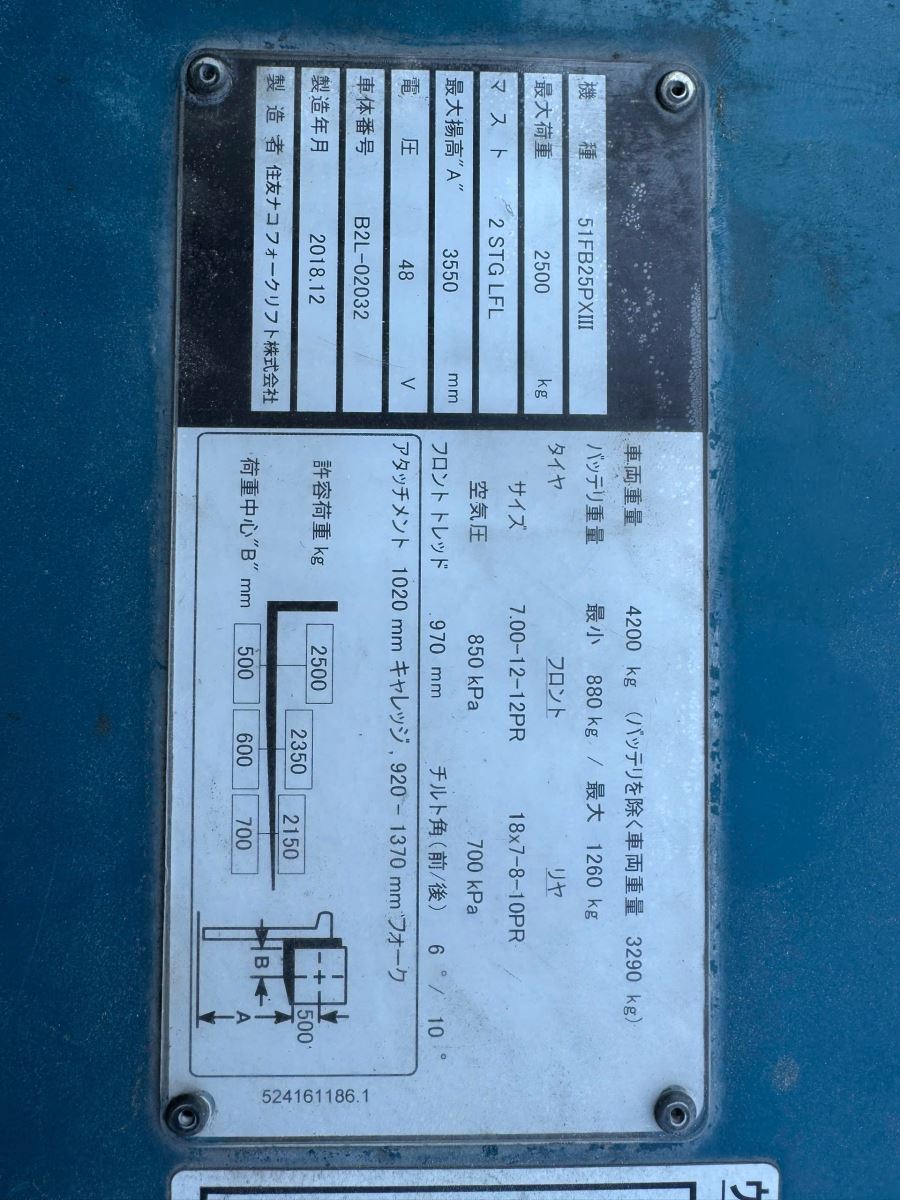 機種 51FB25PXIII
最大荷重 2500 kg
マスト 2 STG LFL
最大揚高"A" 3550 mm
電圧 48 V
車体番号 B2L-02032
製造年月 2018.12
製造者 住友ナコ フォークリフト株式会社
車両重量 4200 kg (バッテリを除く車両重量 3290 kg)
バッテリ重量 最小 880 kg / 最大 1260 kg
タイヤ フロント リヤ
サイズ 7.00-12-12PR 18x7-8-10PR
空気圧 850 kPa 700 kPa
フロントトレッド 970 mm チルト角(前/後) 6 ° / 10 °
アタッチメント 1020 mm キャレッジ, 920 - 1370 mm フォーク
許容荷重 kg 2500 2350 2150
荷重中心"B" mm 500 600 700
500
B
A
524161186.1